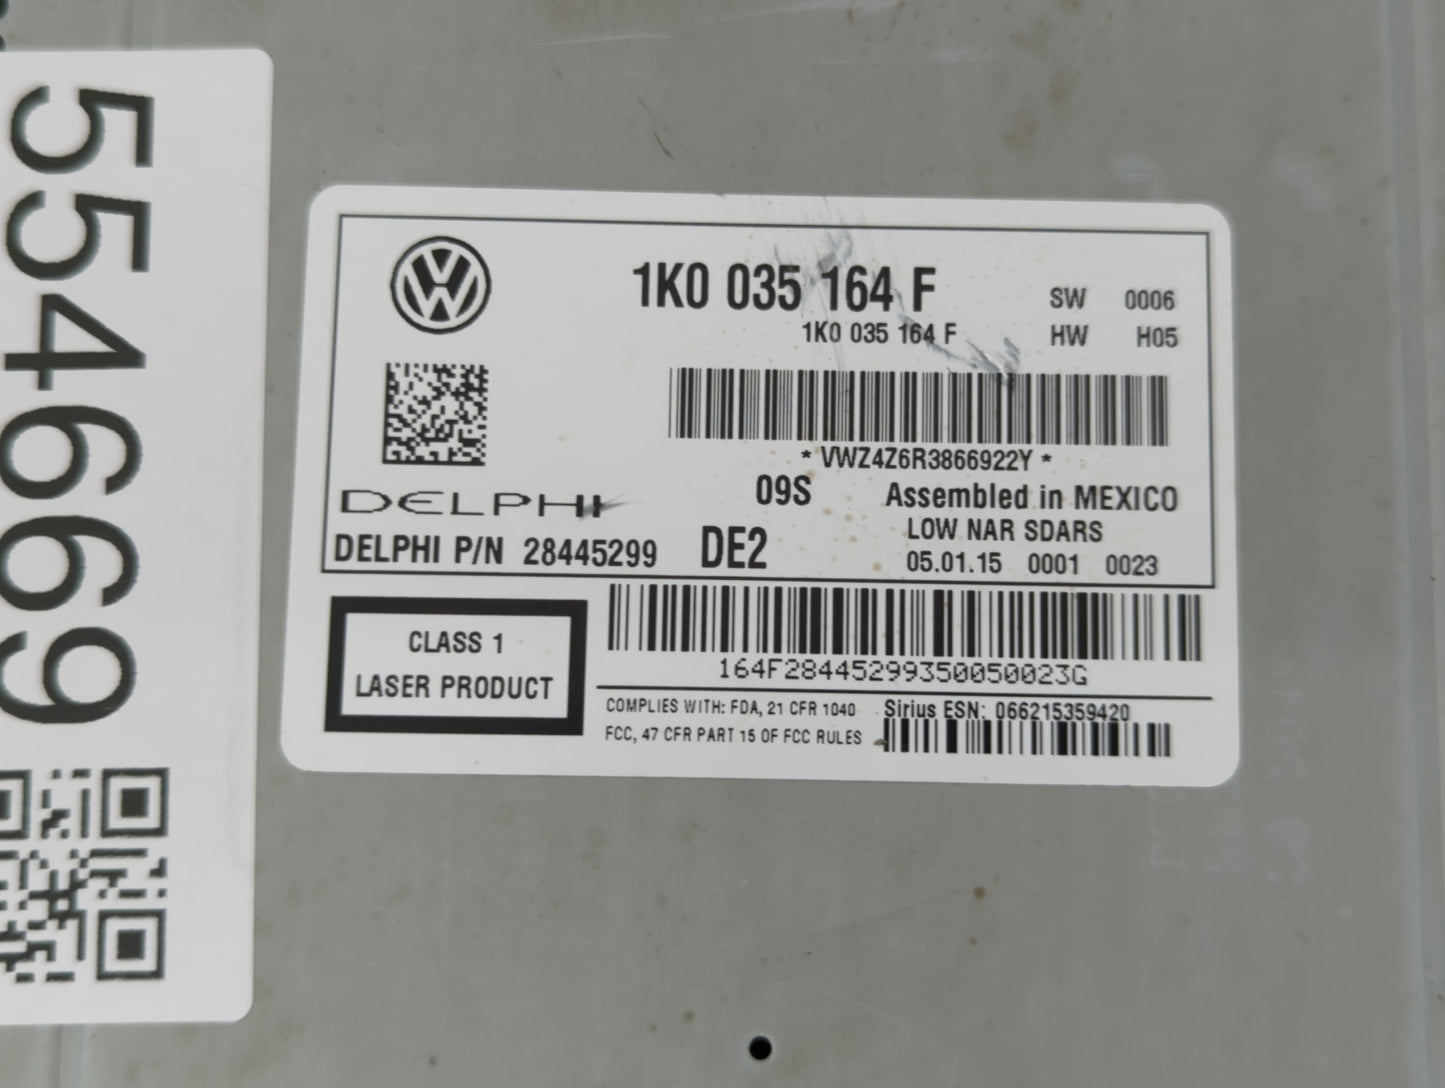 554669
1K0 035 164 F
SW 0006
1K0 035 164 F
HW H05
* VWZ4Z6R3866922Y *
09S
Assembled in MEXICO
DELPHI
LOW NAR SDARS
DELPHI P/N 28445299
DE2
05.01.15 0001 0023
CLASS 1
LASER PRODUCT
164F28445299350050023G
COMPLIES WITH: FDA, 21 CFR 1040
FCC, 47 CFR PART 15 OF FCC RULES
Sirius ESN: 066215359420